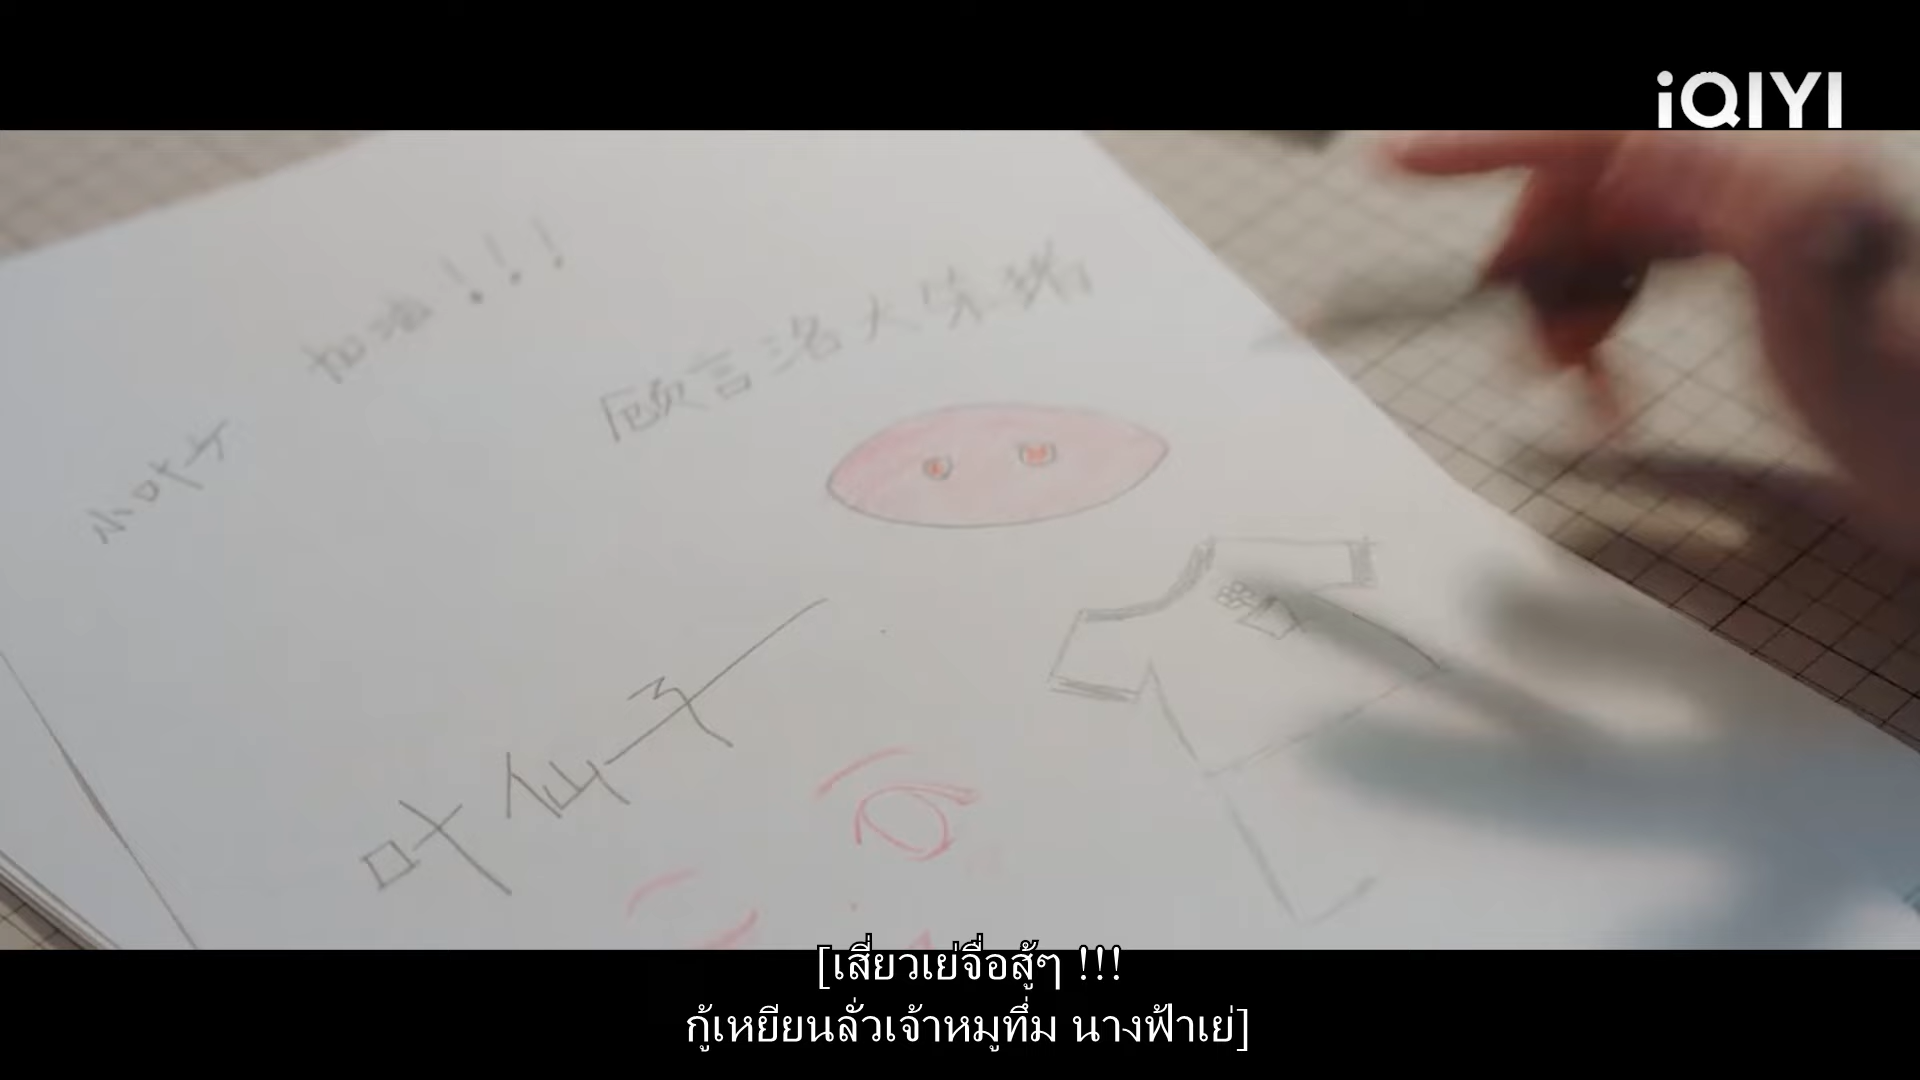 iQIYI
加油!!!
顾言洛大笨猪
小叶子
叶仙子
[เสี่ยวเย่จื่อสู้ๆ !!!
กู้เหยียนลั่วเจ้าหมูทึ่ม นางฟ้าเย่]